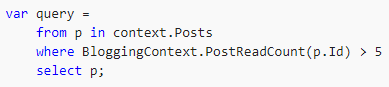 var query =
    from p in context.Posts
    where BloggingContext.PostReadCount(p.Id) > 5
    select p;